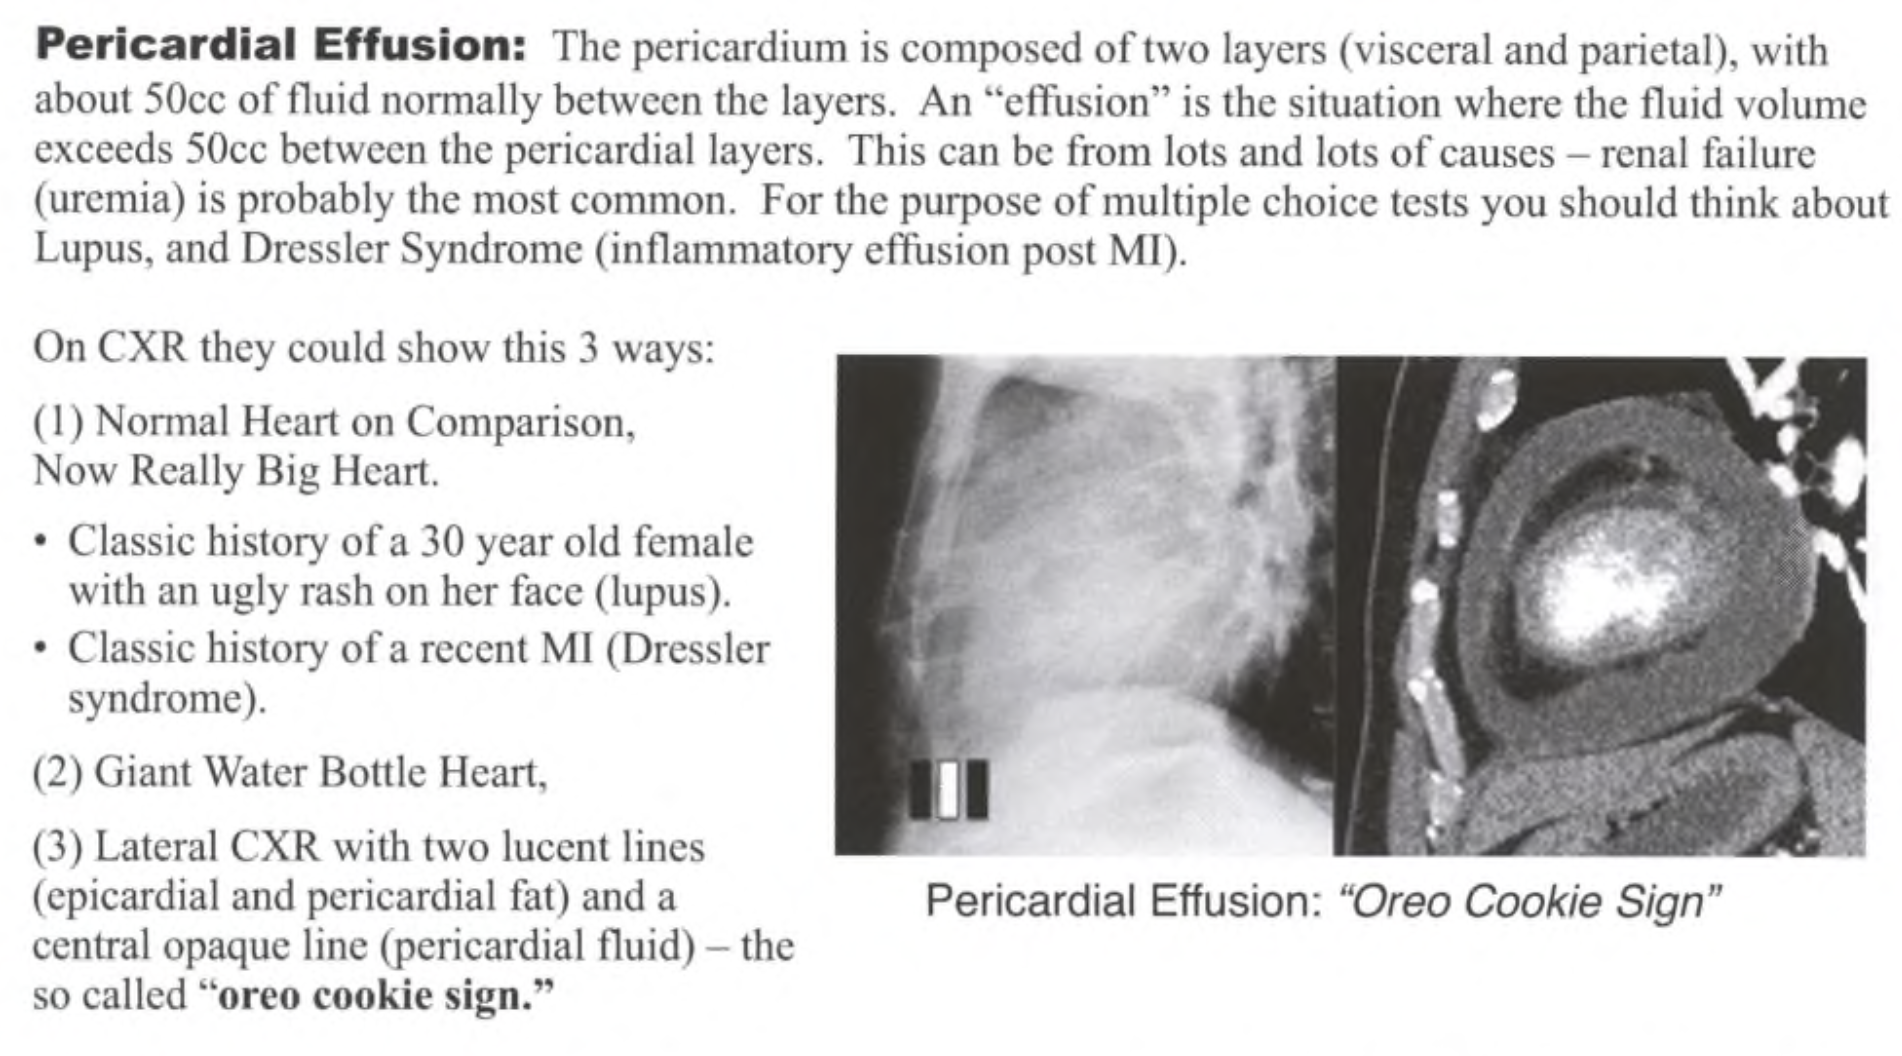 Pericardial Effusion: The pericardium is composed of two layers (visceral and parietal), with
about 50cc of fluid normally between the layers. An “effusion” is the situation where the fluid volume
exceeds 50cc between the pericardial layers. This can be from lots and lots of causes – renal failure
(uremia) is probably the most common. For the purpose of multiple choice tests you should think about
Lupus, and Dressler Syndrome (inflammatory effusion post MI).
On CXR they could show this 3 ways:
(1) Normal Heart on Comparison,
Now Really Big Heart.
• Classic history of a 30 year old female
with an ugly rash on her face (lupus).
• Classic history of a recent MI (Dressler
syndrome).
(2) Giant Water Bottle Heart,
(3) Lateral CXR with two lucent lines
(epicardial and pericardial fat) and a
central opaque line (pericardial fluid) – the
so called “oreo cookie sign.”
Pericardial Effusion: “Oreo Cookie Sign”